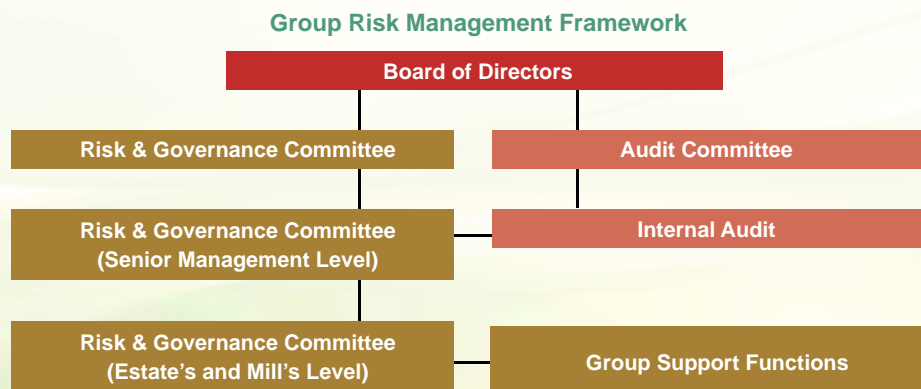 Group Risk Management Framework
Board of Directors
Risk & Governance Committee
Audit Committee
Risk & Governance Committee
(Senior Management Level)
Internal Audit
Risk & Governance Committee
(Estate's and Mill's Level)
Group Support Functions